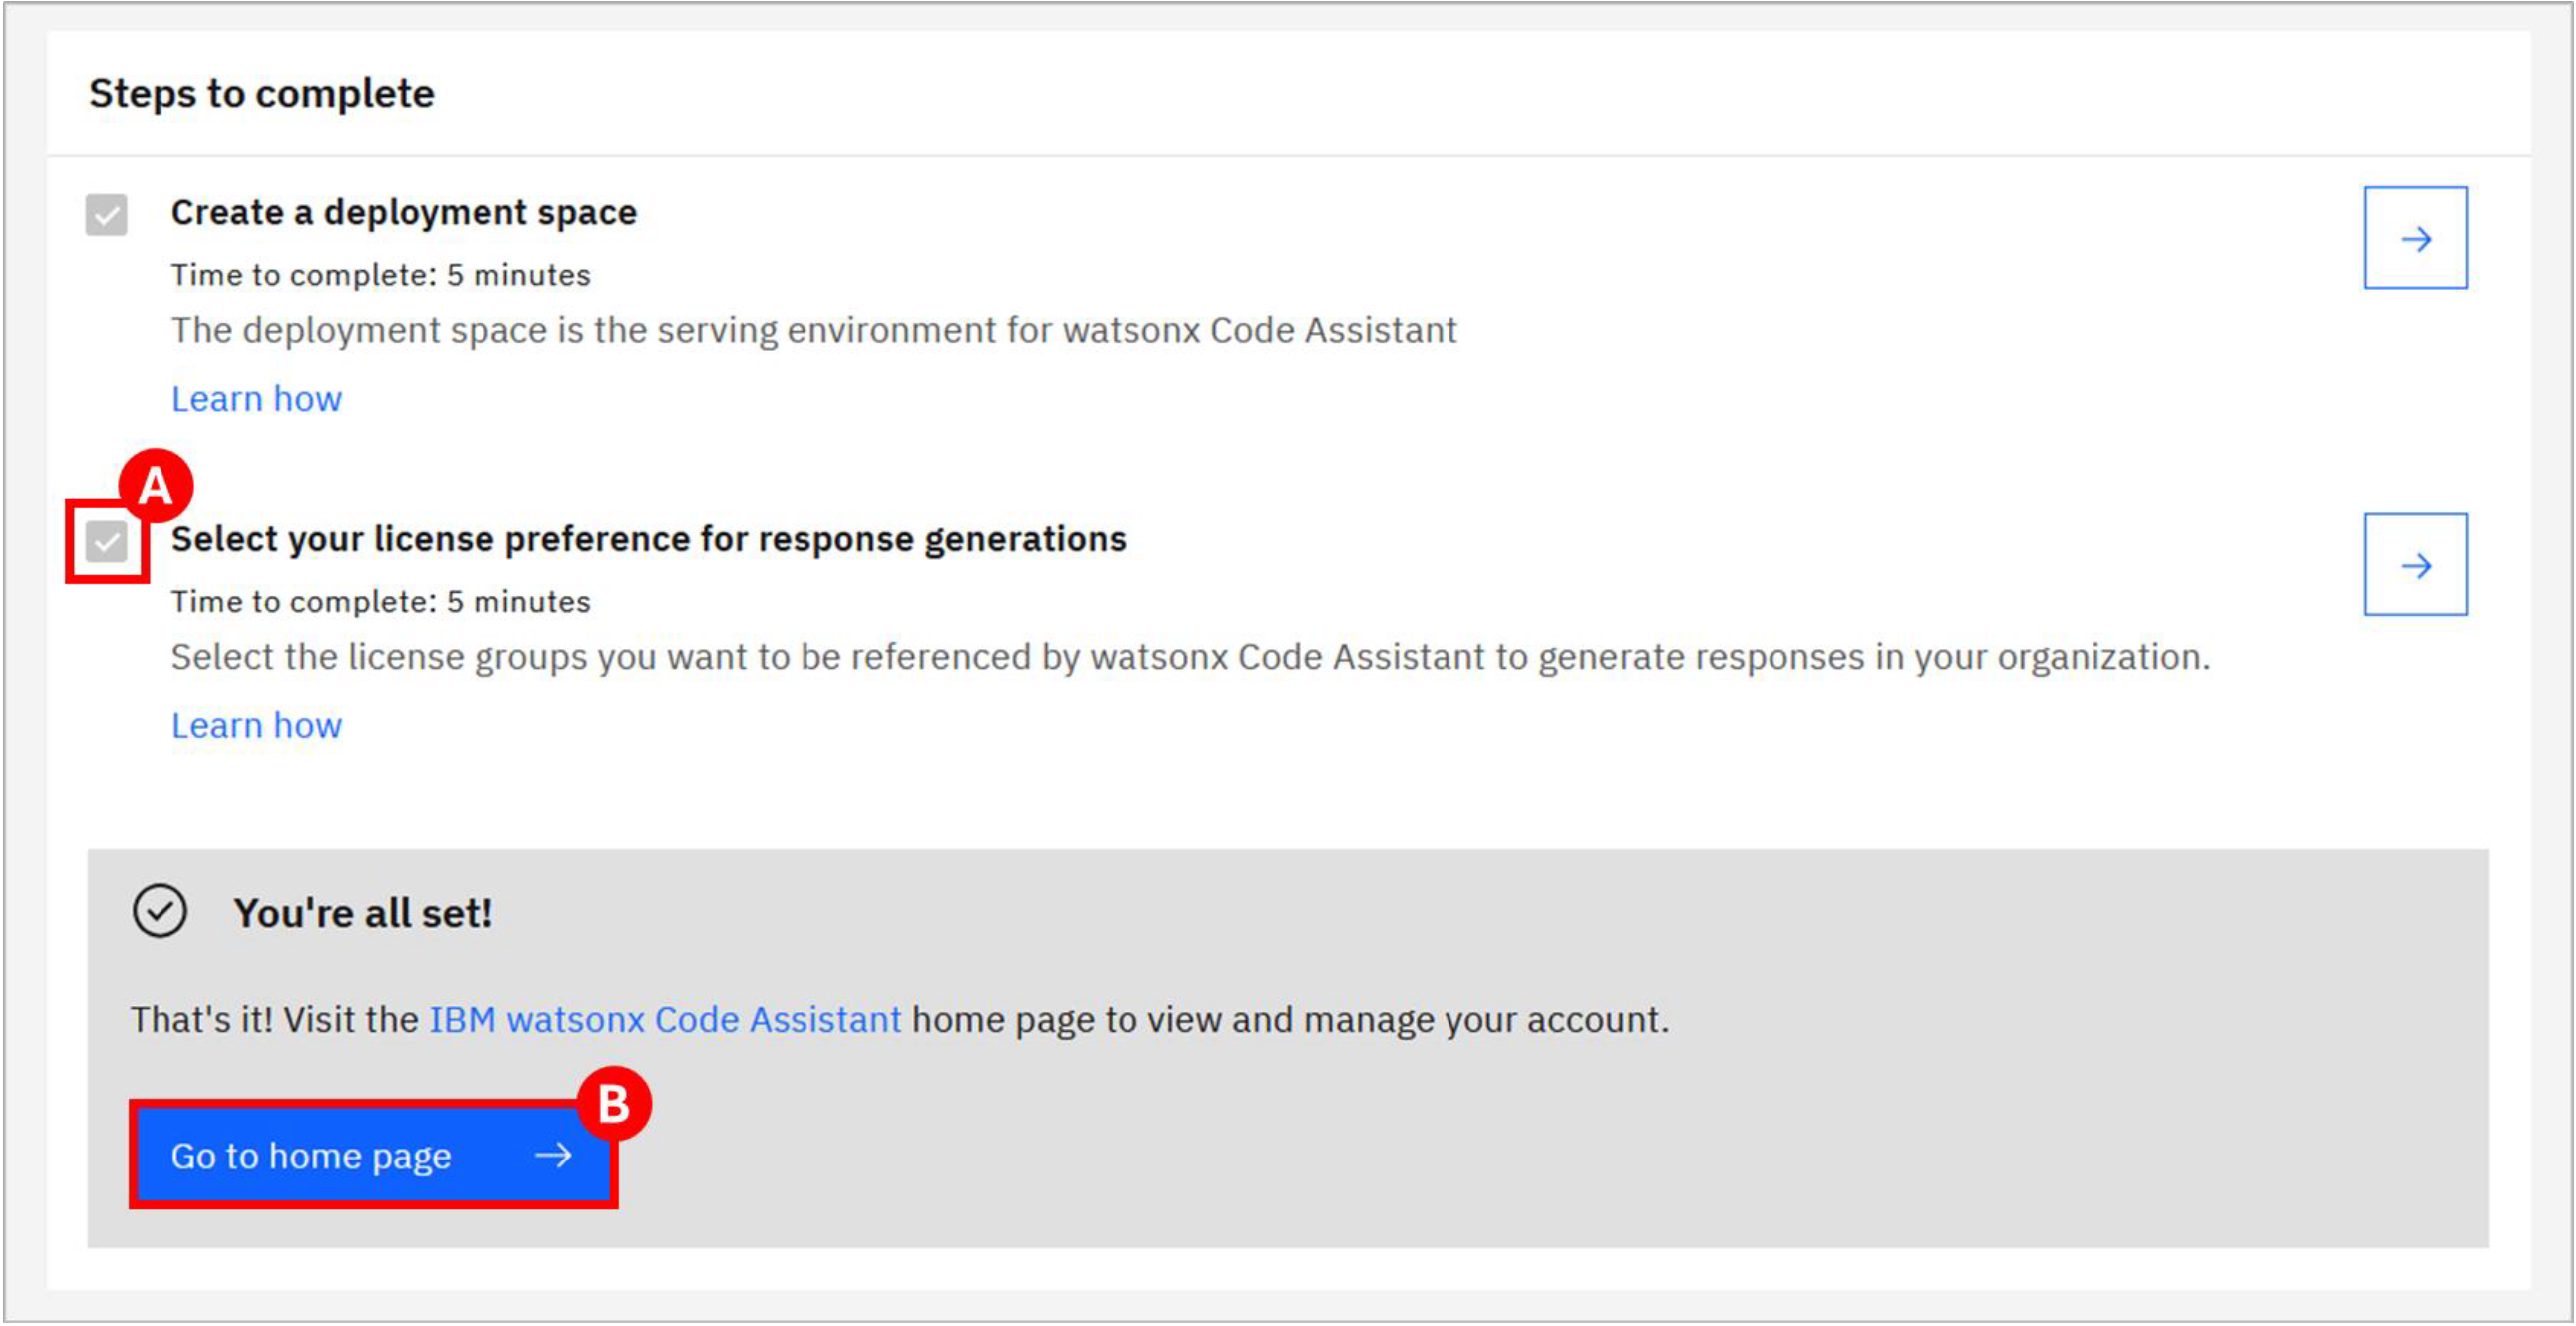 Steps to complete
Create a deployment space
Time to complete: 5 minutes
The deployment space is the serving environment for watsonx Code Assistant
Learn how
A
Select your license preference for response generations
Time to complete: 5 minutes
Select the license groups you want to be referenced by watsonx Code Assistant to generate responses in your organization.
Learn how
You're all set!
That's it! Visit the IBM watsonx Code Assistant home page to view and manage your account.
B
Go to home page